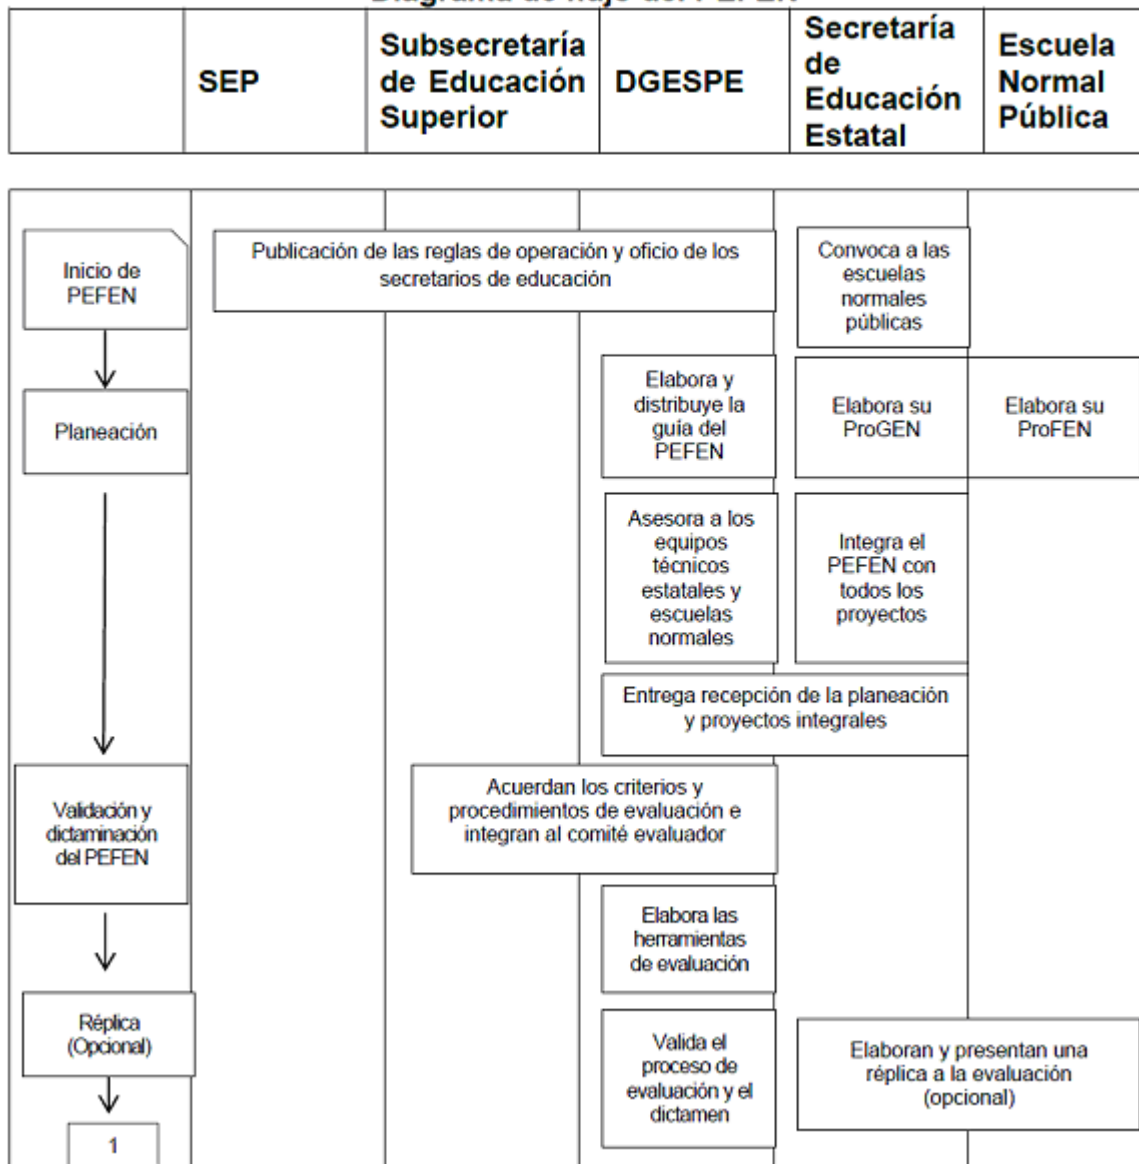 SEP
Subsecretaría
de Educación
Superior
DGESPE
Secretaría
de
Educación
Estatal
Escuela
Normal
Pública
Inicio de
PEFEN
Publicación de las reglas de operación y oficio de los
secretarios de educación
Convoca a las
escuelas
normales
públicas
Planeación
Elabora y
distribuye la
guía del
PEFEN
Elabora su
ProGEN
Elabora su
ProFEN
Asesora a los
equipos
técnicos
estatales y
escuelas
normales
Integra el
PEFEN con
todos los
proyectos
Entrega recepción de la planeación
y proyectos integrales
Validación y
dictaminación
del PEFEN
Acuerdan los criterios y
procedimientos de evaluación e
integran al comité evaluador
Elabora las
herramientas
de evaluación
Réplica
(Opcional)
Valida el
proceso de
evaluación y el
dictamen
Elaboran y presentan una
réplica a la evaluación
(opcional)
1